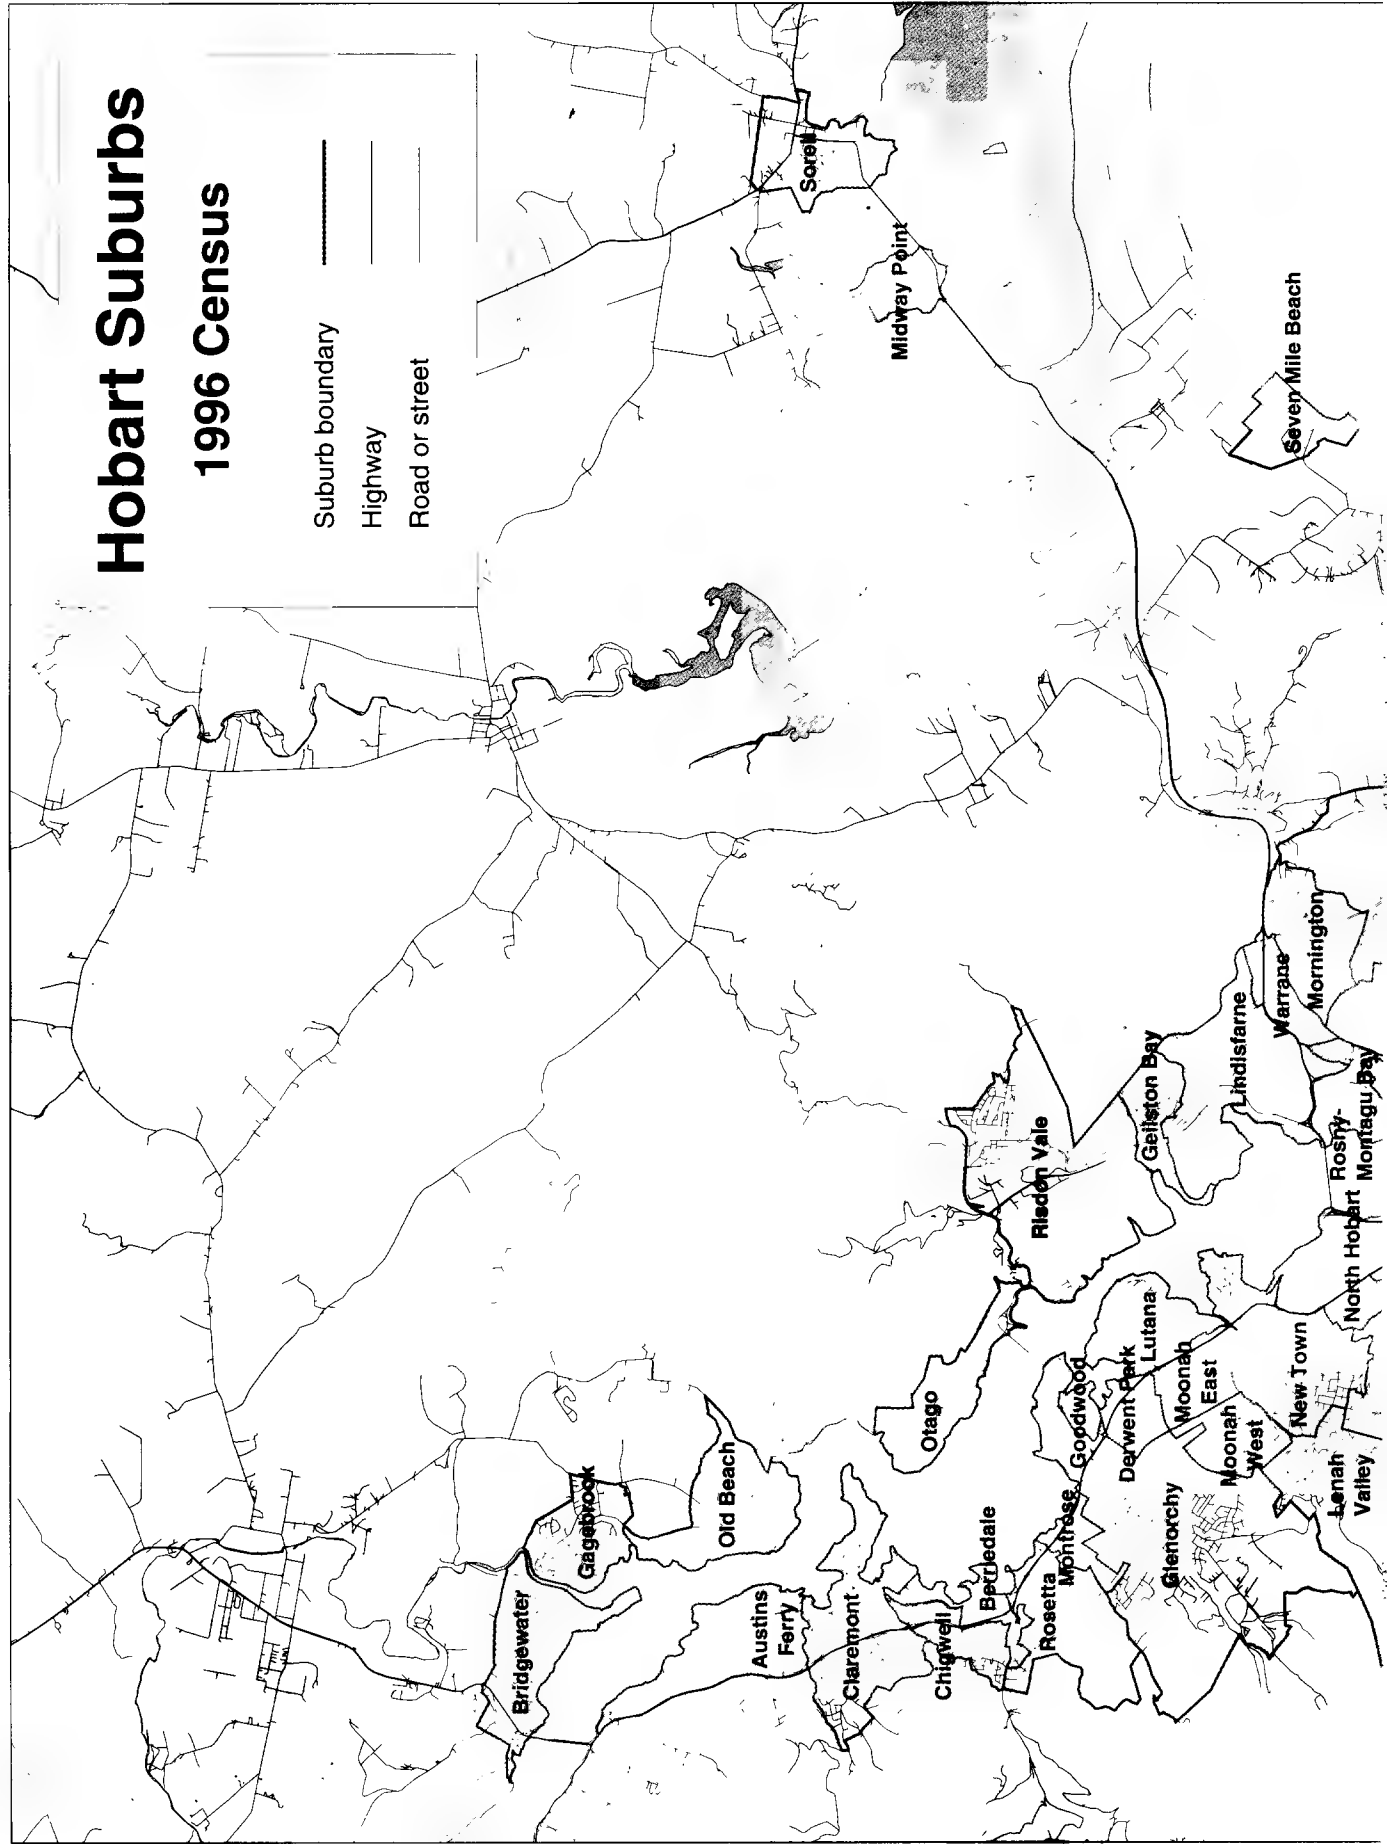 Hobart Suburbs
1996 Census
Suburb boundary
Highway
Road or street
Bridgewater
Gagebrook
Old Beach
Austins
Ferry
Claremont
Otago
Chigwell
Berriedale
Rosetta
Montrose
Goodwood
Risdon Vale
Derwent Park
Lutana
Geilston Bay
Glenorchy
Moonah
East
Moonah
West
Lindisfarne
Warrane
Mornington
New Town
Lenah
Valley
North Hobart
Rosny-
Montagu Bay
Sorell
Midway Point
Seven Mile Beach